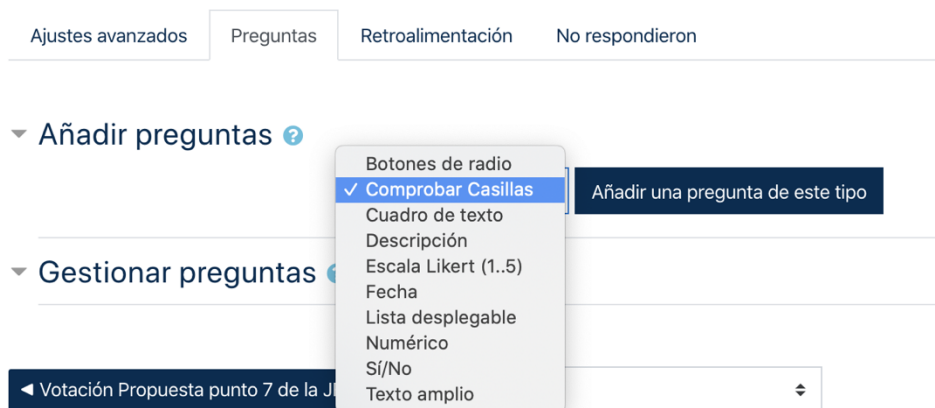 Ajustes avanzados Preguntas Retroalimentación No respondieron
Añadir preguntas ?
Botones de radio
✓ Comprobar Casillas
Añadir una pregunta de este tipo
Cuadro de texto
Descripción
Escala Likert (1..5)
Fecha
Lista desplegable
Numérico
Sí/No
Texto amplio
Gestionar preguntas
◄ Votación Propuesta punto 7 de la